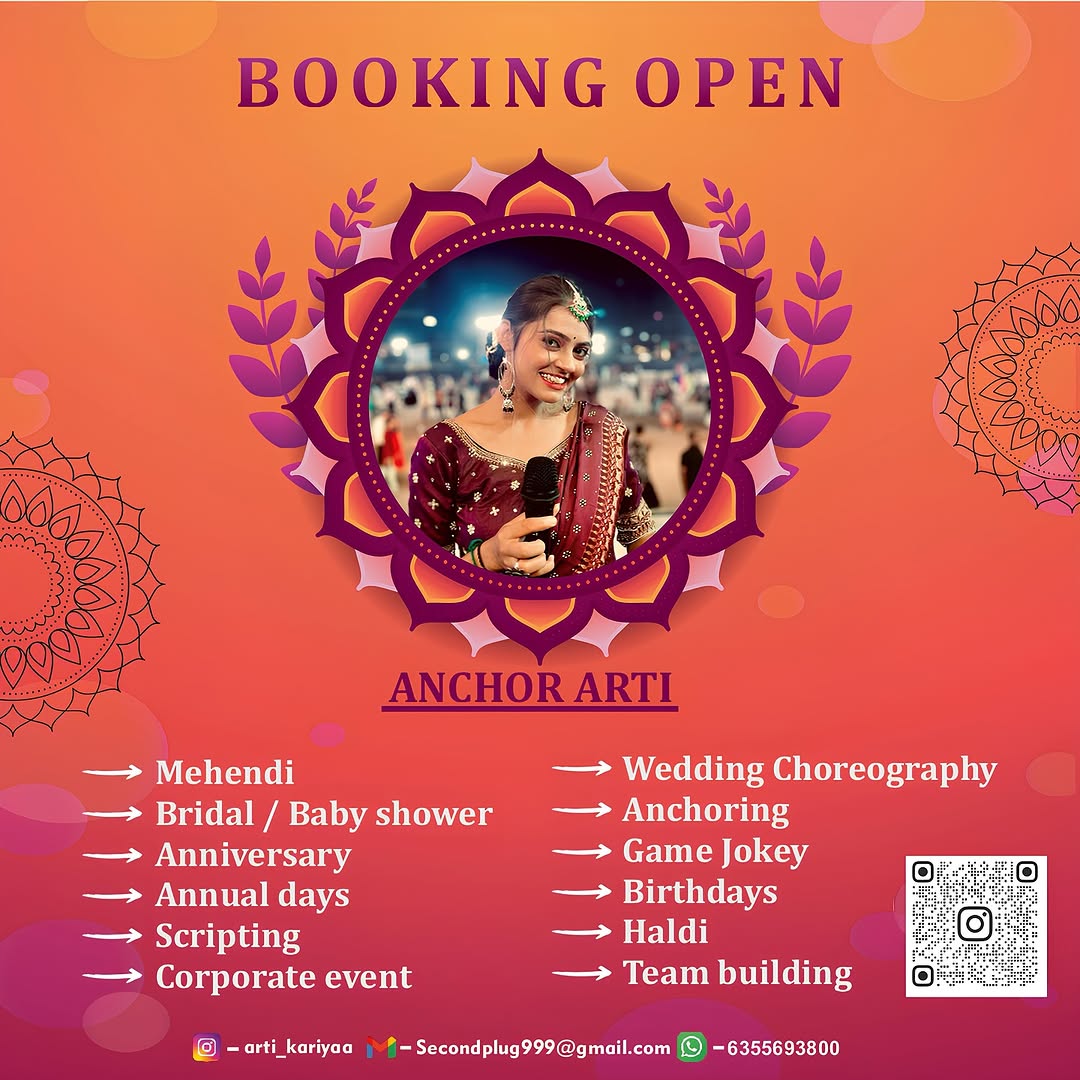 BOOKING OPEN
ANCHOR ARTI
Mehendi
Bridal / Baby shower
Anniversary
Annual days
Scripting
Corporate event
Wedding Choreography
Anchoring
Game Jokey
Birthdays
Haldi
Team building
– arti_kariyaa – Secondplug999@gmail.com – 6355693800